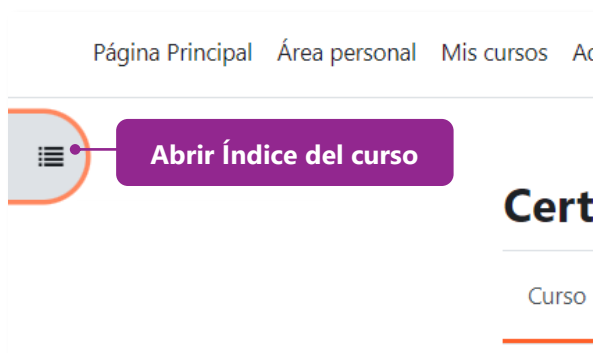 Página Principal Área personal Mis cursos
Abrir Índice del curso
Curso